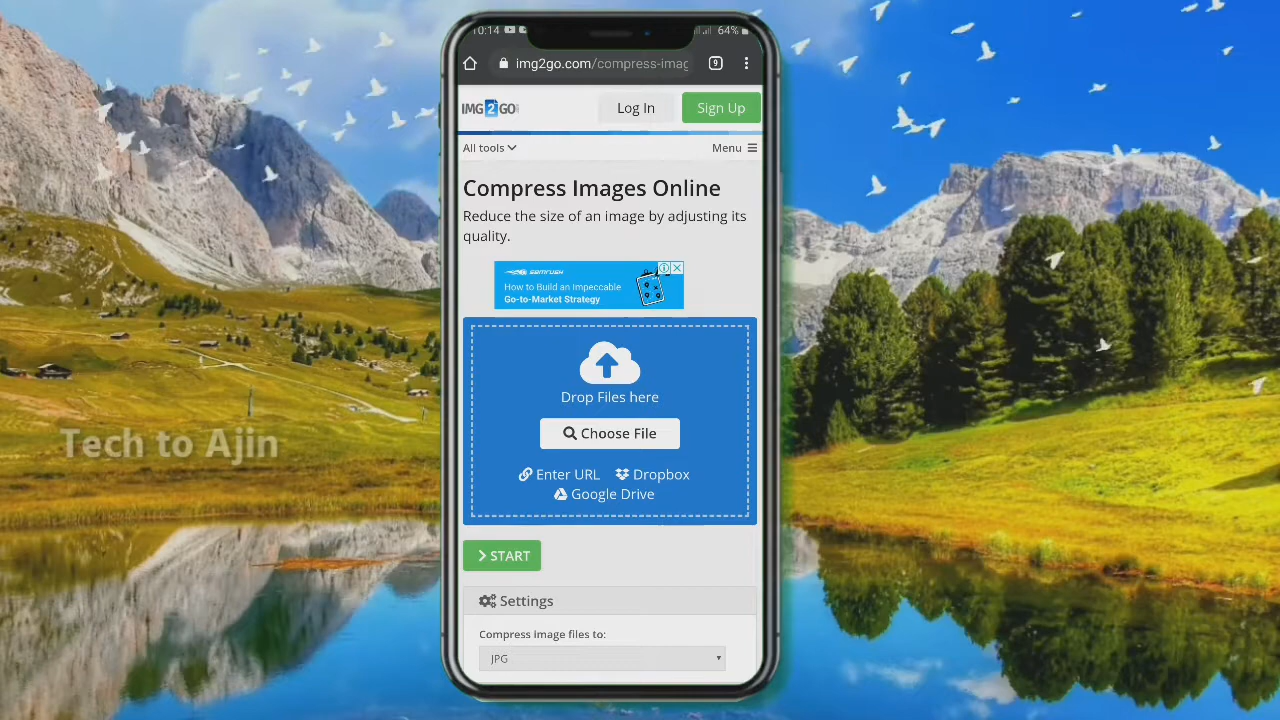 10:14
64%
img2go.com/compress-imag
9
IMG2GO
Log In
Sign Up
All tools
Menu
Compress Images Online
Reduce the size of an image by adjusting its
quality.
SEMRUSH
How to Build an Impeccable
Go-to-Market Strategy
Drop Files here
Choose File
Enter URL
Dropbox
Google Drive
START
Settings
Compress image files to:
JPG
Tech to Ajin